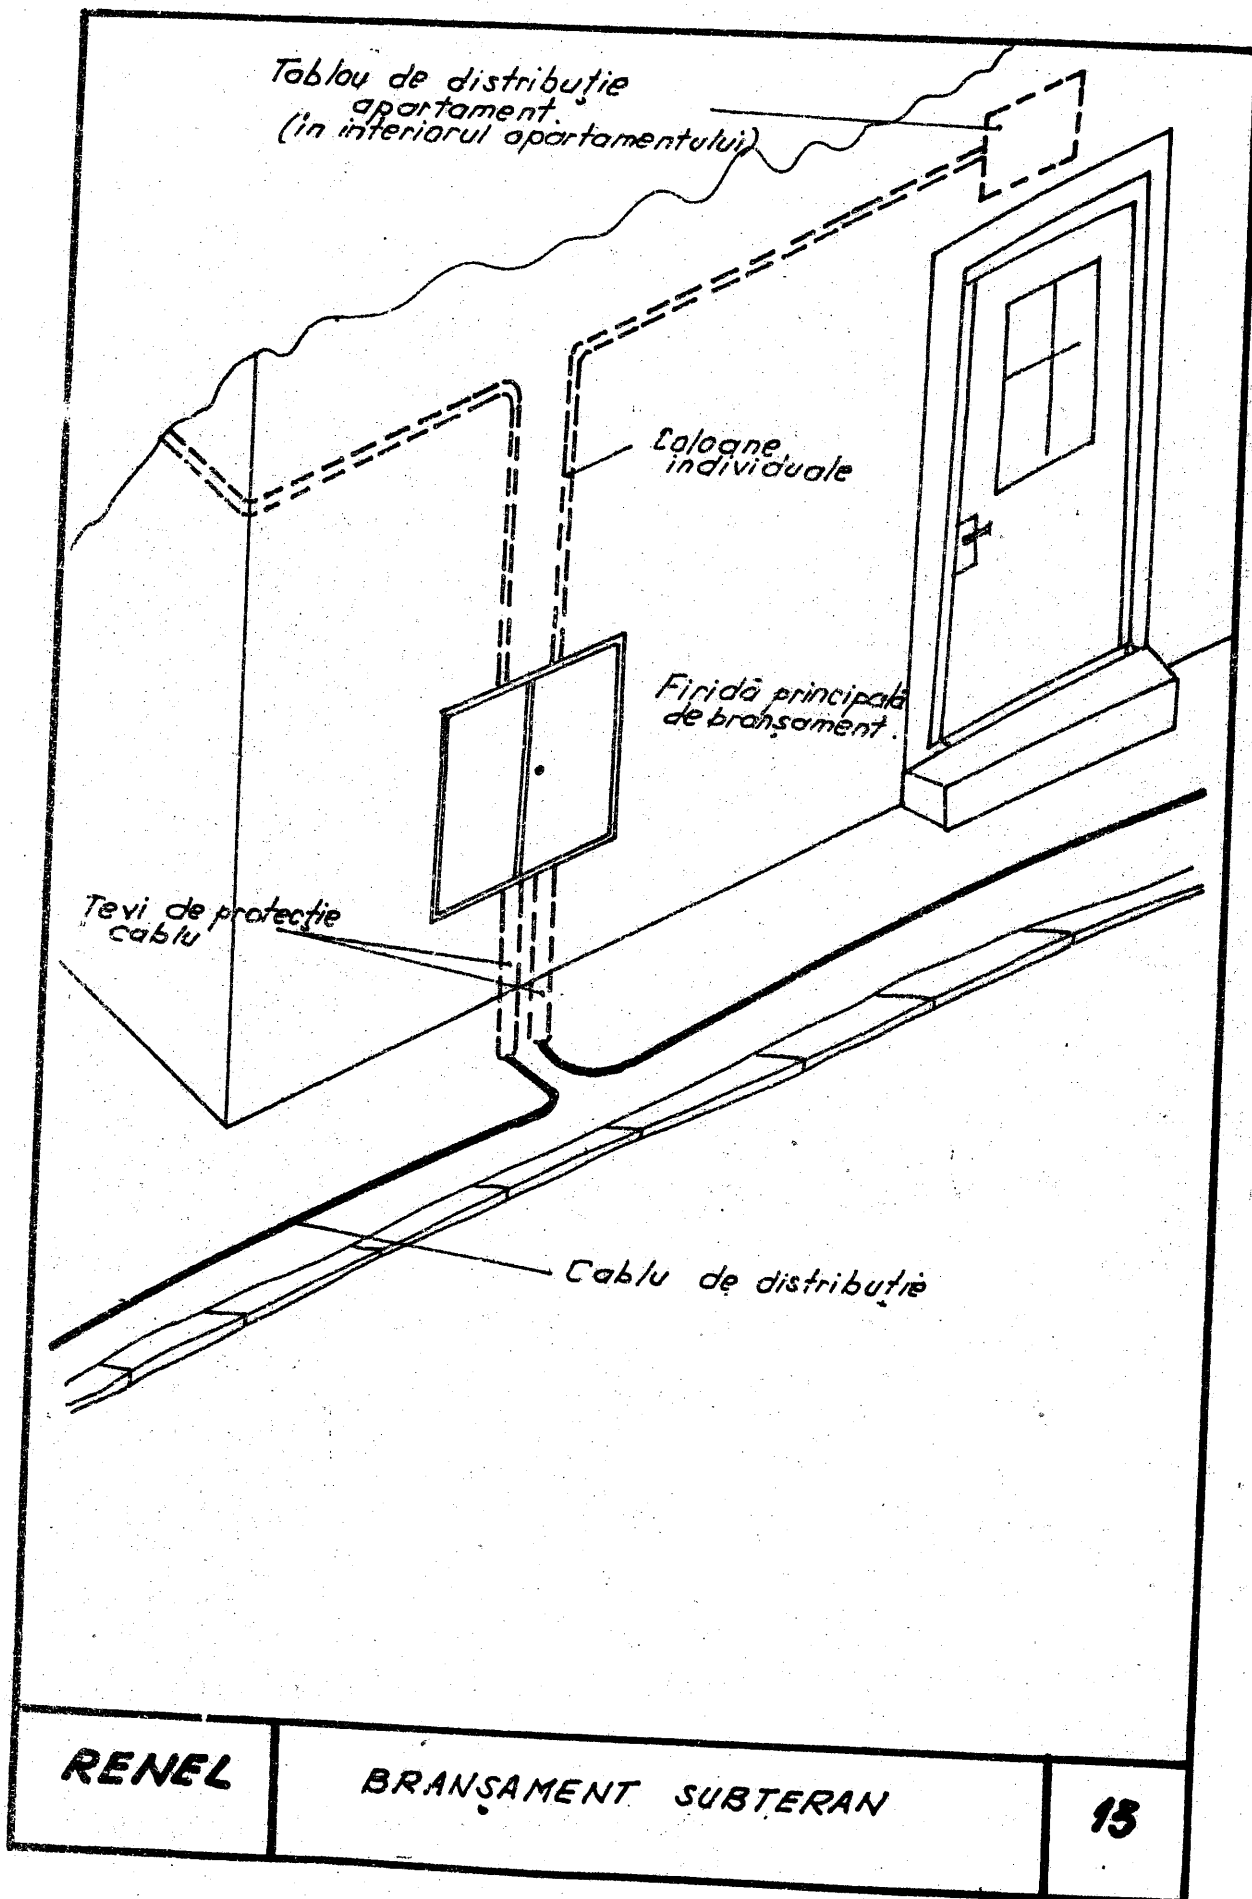 Tablou de distribuție
apartament.
(în interiorul apartamentului)
Coloane
individuale
Firidă principală
de branșament.
Tevi de protecție
cablu
Cablu de distribuție
RENEL
BRANȘAMENT SUBTERAN
13